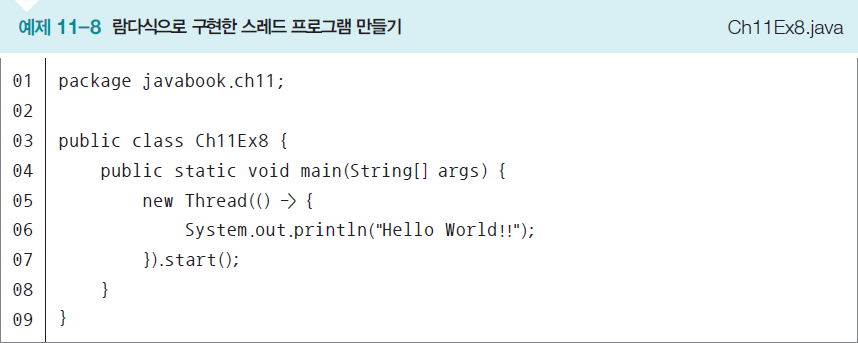 예제 11-8 람다식으로 구현한 스레드 프로그램 만들기 Ch11Ex8.java
01 package javabook.ch11;
02
03 public class Ch11Ex8 {
04     public static void main(String[] args) {
05         new Thread(() -> {
06             System.out.println("Hello World!!");
07         }).start();
08     }
09 }